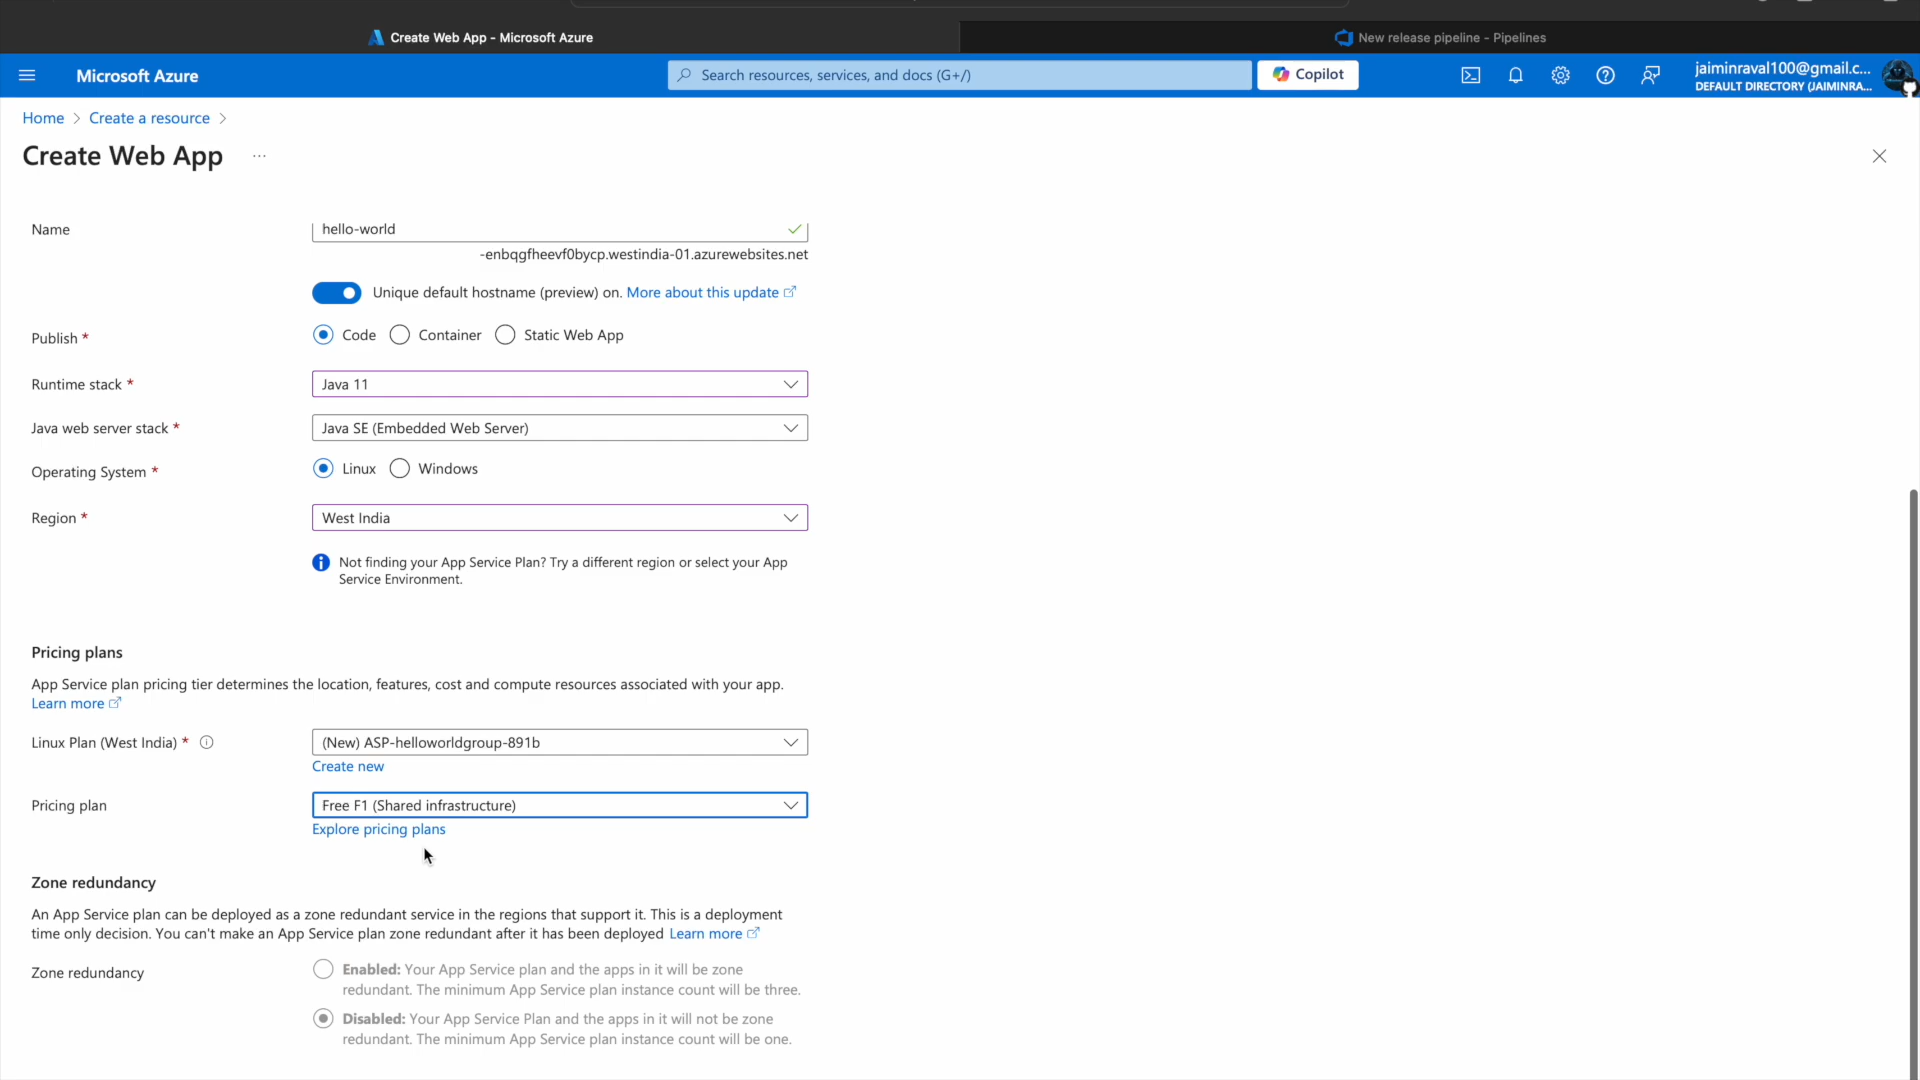 Create Web App - Microsoft Azure
New release pipeline - Pipelines
Microsoft Azure
Search resources, services, and docs (G+/)
Copilot
jaiminraval100@gmail.c...
DEFAULT DIRECTORY (JAIMINRA...
Home > Create a resource >
Create Web App ...
Name
hello-world
-enbqgfheevf0bycp.westindia-01.azurewebsites.net
Unique default hostname (preview) on. More about this update
Publish *
Code Container Static Web App
Runtime stack *
Java 11
Java web server stack *
Java SE (Embedded Web Server)
Operating System *
Linux Windows
Region *
West India
Not finding your App Service Plan? Try a different region or select your App
Service Environment.
Pricing plans
App Service plan pricing tier determines the location, features, cost and compute resources associated with your app.
Learn more
Linux Plan (West India) *
(New) ASP-helloworldgroup-891b
Create new
Pricing plan
Free F1 (Shared infrastructure)
Explore pricing plans
Zone redundancy
An App Service plan can be deployed as a zone redundant service in the regions that support it. This is a deployment
time only decision. You can't make an App Service plan zone redundant after it has been deployed Learn more
Zone redundancy
Enabled: Your App Service plan and the apps in it will be zone
redundant. The minimum App Service plan instance count will be three.
Disabled: Your App Service Plan and the apps in it will not be zone
redundant. The minimum App Service plan instance count will be one.